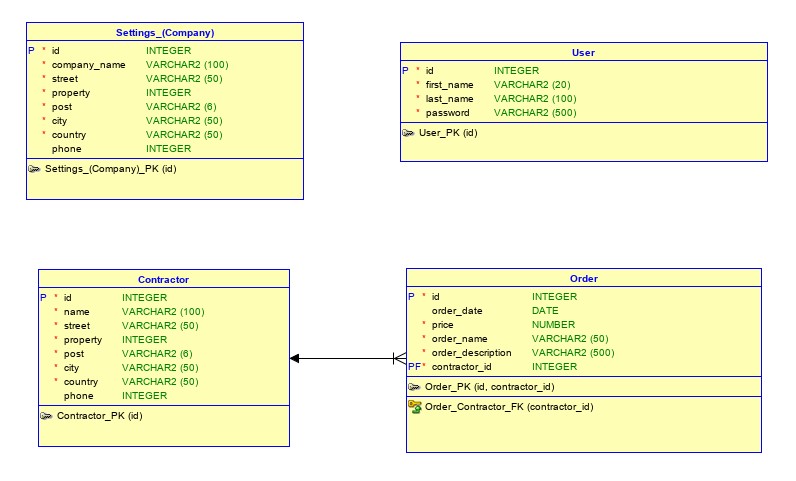 Settings_(Company)
P * id INTEGER
* company_name VARCHAR2 (100)
* street VARCHAR2 (50)
* property INTEGER
* post VARCHAR2 (6)
* city VARCHAR2 (50)
* country VARCHAR2 (50)
phone INTEGER
Settings_(Company)_PK (id)
User
P * id INTEGER
* first_name VARCHAR2 (20)
* last_name VARCHAR2 (100)
* password VARCHAR2 (500)
User_PK (id)
Contractor
P * id INTEGER
* name VARCHAR2 (100)
* street VARCHAR2 (50)
* property INTEGER
* post VARCHAR2 (6)
* city VARCHAR2 (50)
* country VARCHAR2 (50)
phone INTEGER
Contractor_PK (id)
Order
P * id INTEGER
order_date DATE
* price NUMBER
* order_name VARCHAR2 (50)
* order_description VARCHAR2 (500)
PF* contractor_id INTEGER
Order_PK (id, contractor_id)
Order_Contractor_FK (contractor_id)